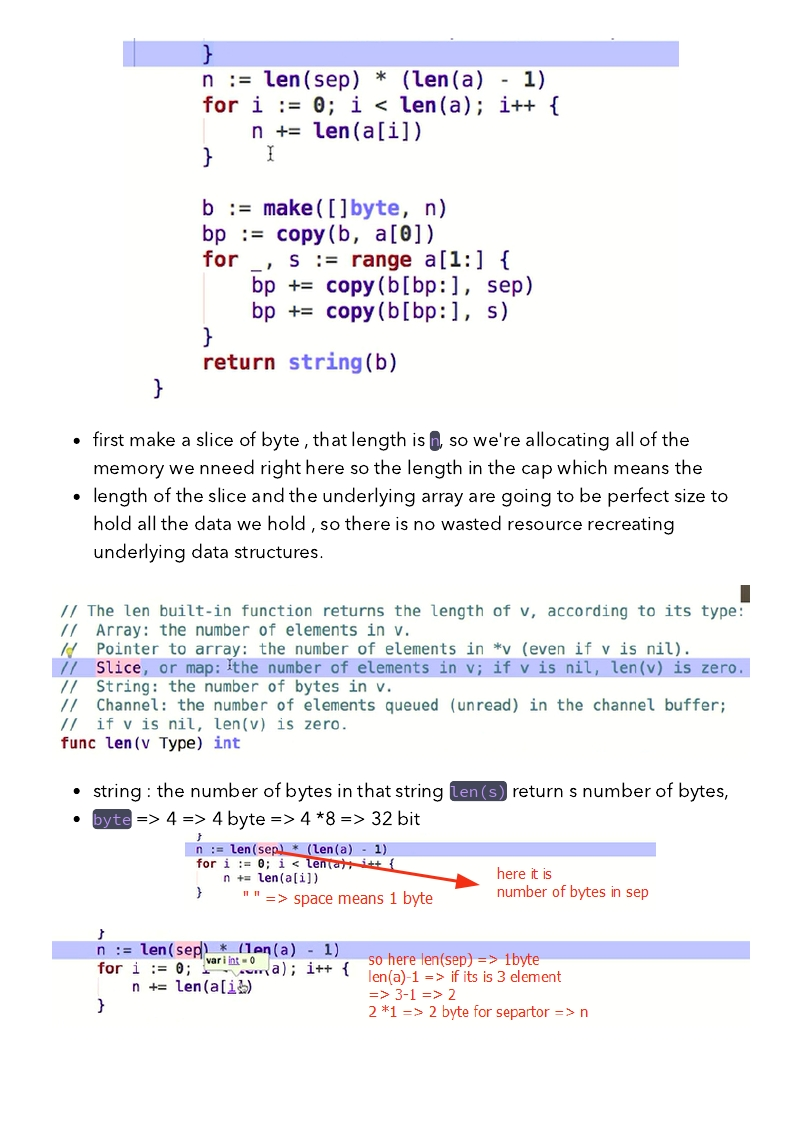 }
n := len(sep) * (len(a) - 1)
for i := 0; i < len(a); i++ {
n += len(a[i])
}
b := make([]byte, n)
bp := copy(b, a[0])
for _, s := range a[1:] {
bp += copy(b[bp:], sep)
bp += copy(b[bp:], s)
}
return string(b)
}
• first make a slice of byte , that length is n, so we're allocating all of the
memory we nneed right here so the length in the cap which means the
• length of the slice and the underlying array are going to be perfect size to
hold all the data we hold , so there is no wasted resource recreating
underlying data structures.
// The len built-in function returns the length of v, according to its type:
// Array: the number of elements in v.
// Pointer to array: the number of elements in *v (even if v is nil).
// Slice, or map: the number of elements in v; if v is nil, len(v) is zero.
// String: the number of bytes in v.
// Channel: the number of elements queued (unread) in the channel buffer;
// if v is nil, len(v) is zero.
func len(v Type) int
• string : the number of bytes in that string len(s) return s number of bytes,
• byte => 4 => 4 byte => 4 *8 => 32 bit
}
n := len(sep) * (len(a) - 1)
for i := 0; i < len(a); i++ {
n += len(a[i])
}
" " => space means 1 byte
here it is
number of bytes in sep
}
n := len(sep) * (len(a) - 1)
var i int = 0
for i := 0; i < len(a); i++ {
n += len(a[i])
}
so here len(sep) => 1byte
len(a)-1 => if its is 3 element
=> 3-1 => 2
2 *1 => 2 byte for separtor => n